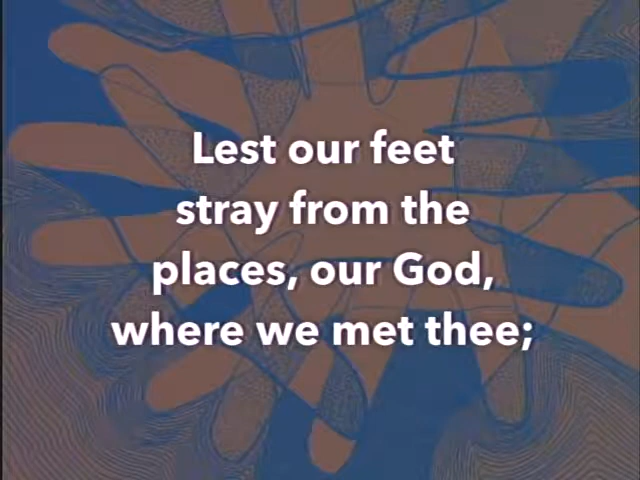 Lest our feet
stray from the
places, our God,
where we met thee;